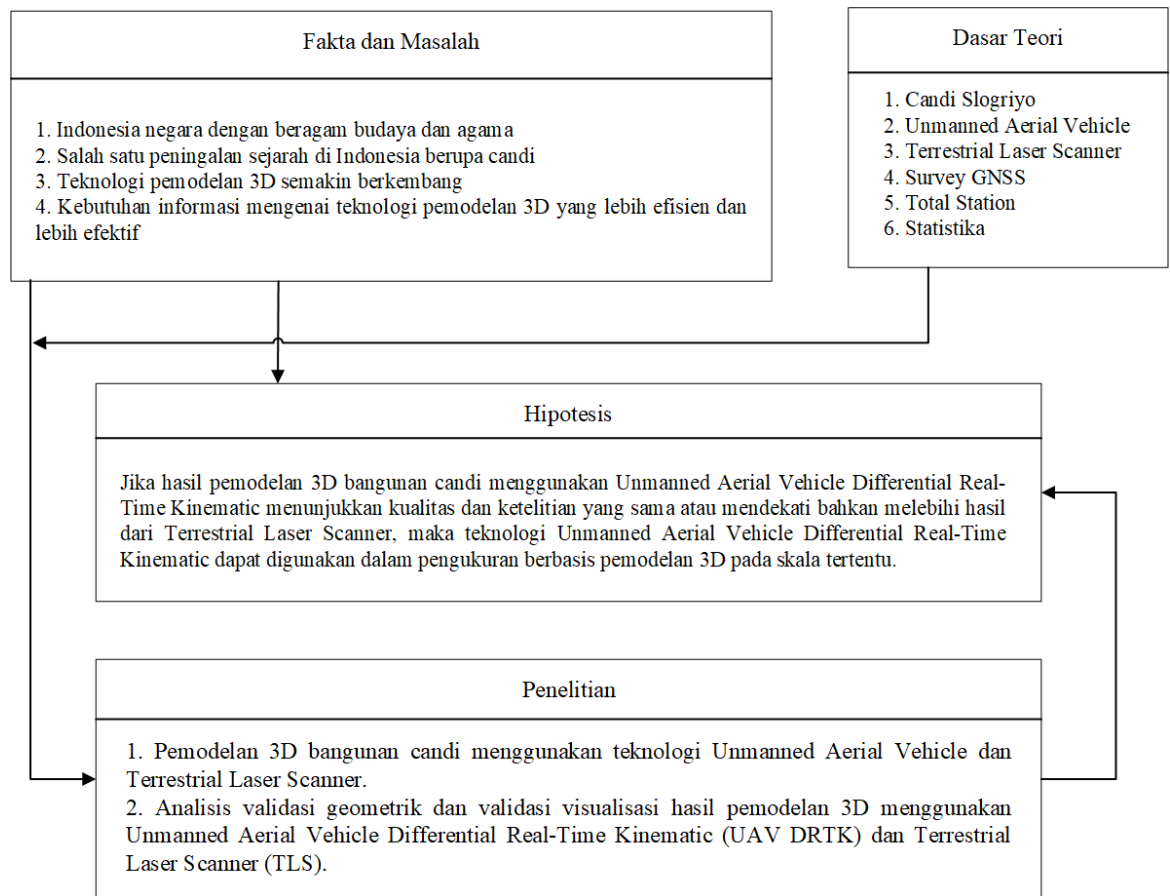 Fakta dan Masalah
1. Indonesia negara dengan beragam budaya dan agama
2. Salah satu peningalan sejarah di Indonesia berupa candi
3. Teknologi pemodelan 3D semakin berkembang
4. Kebutuhan informasi mengenai teknologi pemodelan 3D yang lebih efisien dan
lebih efektif
Dasar Teori
1. Candi Slogriyo
2. Unmanned Aerial Vehicle
3. Terrestrial Laser Scanner
4. Survey GNSS
5. Total Station
6. Statistika
Hipotesis
Jika hasil pemodelan 3D bangunan candi menggunakan Unmanned Aerial Vehicle Differential Real-
Time Kinematic menunjukkan kualitas dan ketelitian yang sama atau mendekati bahkan melebihi hasil
dari Terrestrial Laser Scanner, maka teknologi Unmanned Aerial Vehicle Differential Real-Time
Kinematic dapat digunakan dalam pengukuran berbasis pemodelan 3D pada skala tertentu.
Penelitian
1. Pemodelan 3D bangunan candi menggunakan teknologi Unmanned Aerial Vehicle dan
Terrestrial Laser Scanner.
2. Analisis validasi geometrik dan validasi visualisasi hasil pemodelan 3D menggunakan
Unmanned Aerial Vehicle Differential Real-Time Kinematic (UAV DRTK) dan Terrestrial
Laser Scanner (TLS).